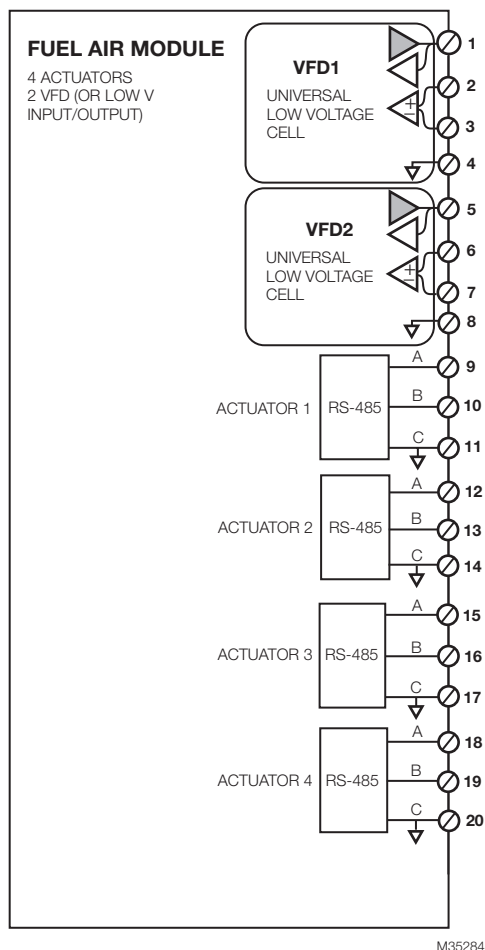 FUEL AIR MODULE
4 ACTUATORS
2 VFD (OR LOW V
INPUT/OUTPUT)
VFD1
UNIVERSAL
LOW VOLTAGE
CELL
+
−
1
2
3
4
VFD2
UNIVERSAL
LOW VOLTAGE
CELL
+
−
5
6
7
8
ACTUATOR 1
RS-485
A
9
B
10
C
11
ACTUATOR 2
RS-485
A
12
B
13
C
14
ACTUATOR 3
RS-485
A
15
B
16
C
17
ACTUATOR 4
RS-485
A
18
B
19
C
20
M35284